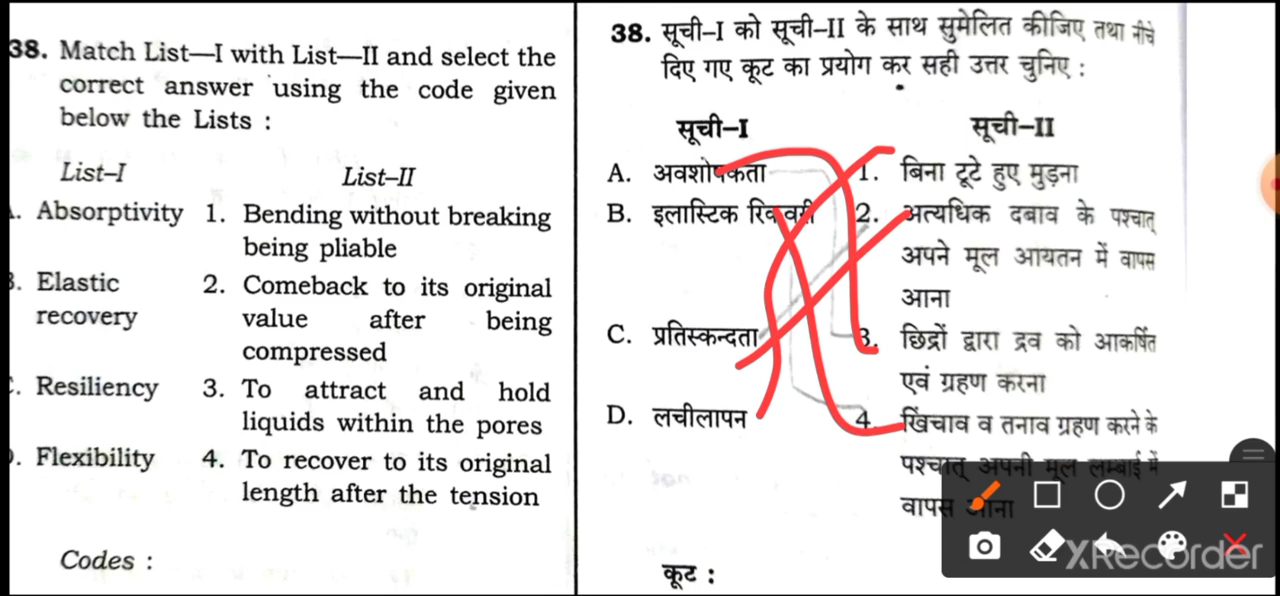 38. Match List—I with List—II and select the
correct answer using the code given
below the Lists :
List–I List–II
. Absorptivity 1. Bending without breaking
being pliable
. Elastic 2. Comeback to its original
recovery value after being
compressed
. Resiliency 3. To attract and hold
liquids within the pores
. Flexibility 4. To recover to its original
length after the tension
Codes :
38. सूची–I को सूची–II के साथ सुमेलित कीजिए तथा नीचे
दिए गए कूट का प्रयोग कर सही उत्तर चुनिए :
सूची–I सूची–II
A. अवशोषकता 1. बिना टूटे हुए मुड़ना
B. इलास्टिक रिकवरी 2. अत्यधिक दबाव के पश्चात्
अपने मूल आयतन में वापस
आना
C. प्रतिस्कन्दता 3. छिद्रों द्वारा द्रव को आकर्षित
एवं ग्रहण करना
D. लचीलापन 4. खिंचाव व तनाव ग्रहण करने के
पश्चात् अपनी मूल लम्बाई में
वापस आना
कूट :
XRecorder